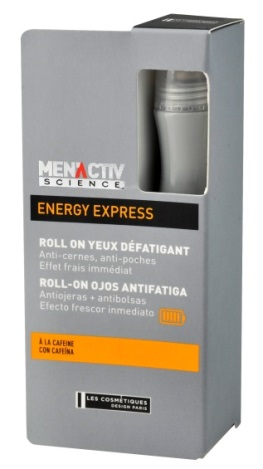 MENACTIV
SCIENCE
ENERGY EXPRESS
ROLL ON YEUX DÉFATIGANT
Anti-cernes, anti-poches
Effet frais immédiat
ROLL-ON OJOS ANTIFATIGA
Antiojeras + antibolsas
Efecto frescor inmediato
À LA CAFEINE
CON CAFEÍNA
LES COSMÉTIQUES
DESIGN PARIS